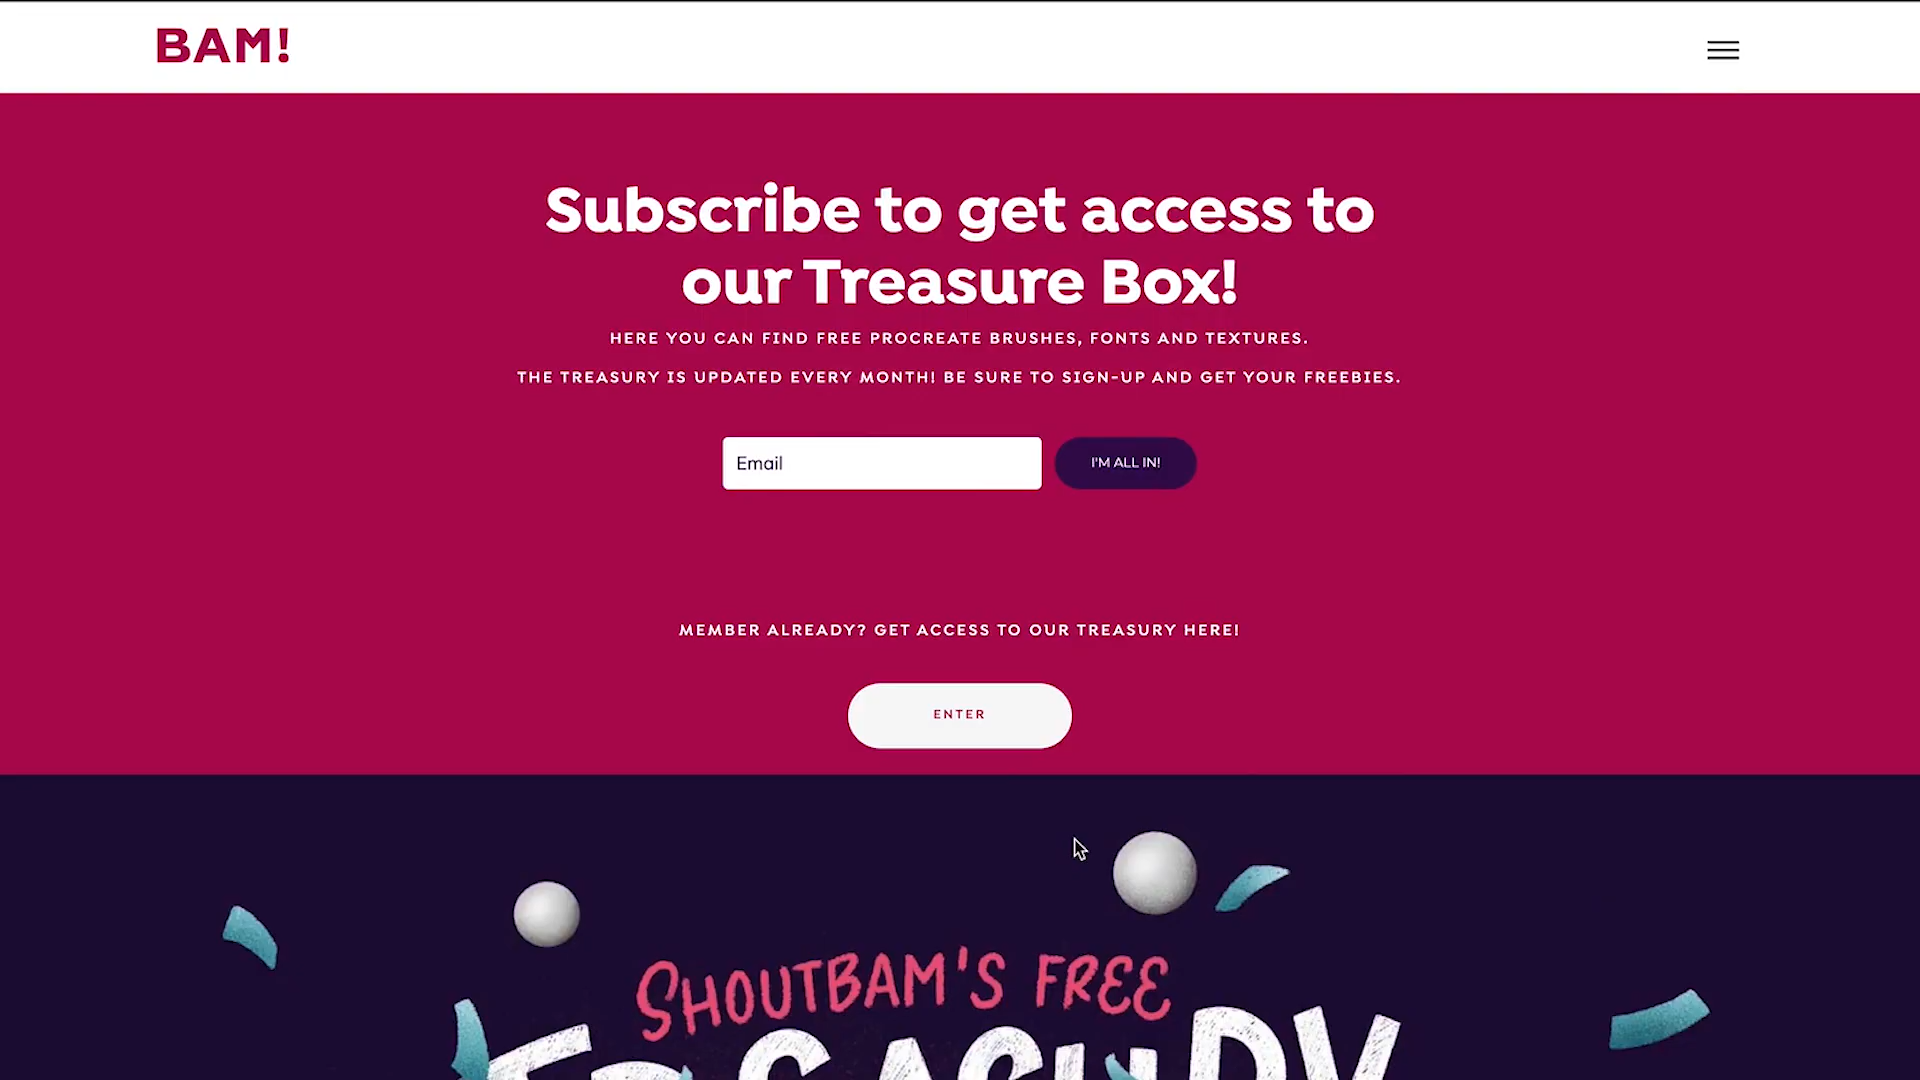 BAM!
Subscribe to get access to
our Treasure Box!
HERE YOU CAN FIND FREE PROCREATE BRUSHES, FONTS AND TEXTURES.
THE TREASURY IS UPDATED EVERY MONTH! BE SURE TO SIGN-UP AND GET YOUR FREEBIES.
Email
I'M ALL IN!
MEMBER ALREADY? GET ACCESS TO OUR TREASURY HERE!
ENTER
SHOUTBAM'S FREE
TREASURY